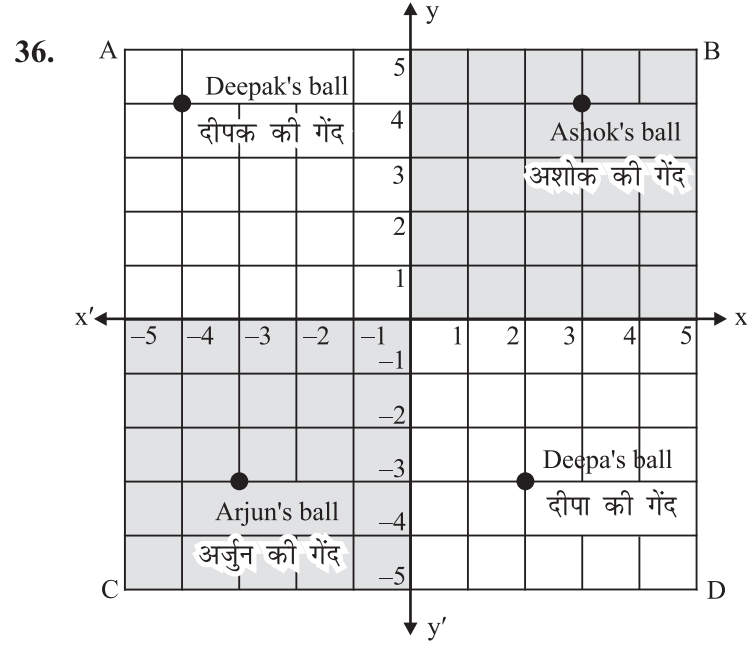 y
36.
A
B
5
Deepak's ball
दीपक की गेंद
4
Ashok's ball
अशोक की गेंद
3
2
1
x′
x
–5 –4 –3 –2 –1 1 2 3 4 5
–1
–2
–3
Deepa's ball
दीपा की गेंद
Arjun's ball
अर्जुन की गेंद
–4
–5
C
D
y′